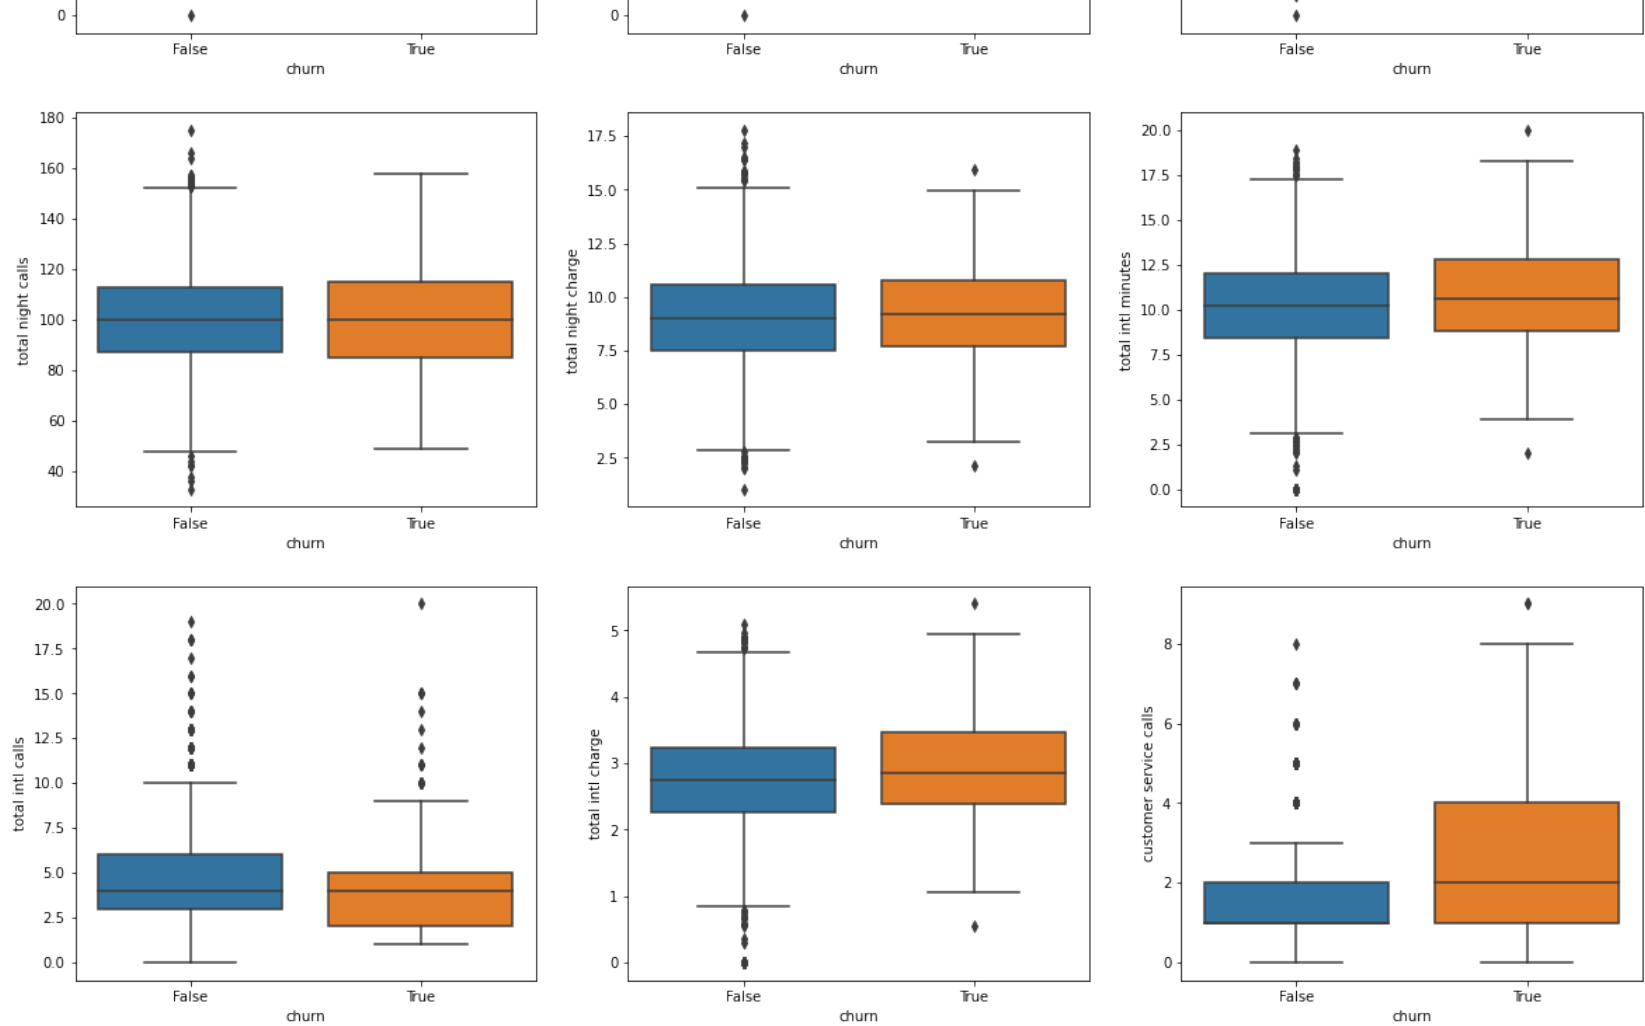 0
False True
churn
0
False True
churn
False True
churn
180
160
140
120
100
80
60
40
total night calls
False True
churn
17.5
15.0
12.5
10.0
7.5
5.0
2.5
total night charge
False True
churn
20.0
17.5
15.0
12.5
10.0
7.5
5.0
2.5
0.0
total intl minutes
False True
churn
20.0
17.5
15.0
12.5
10.0
7.5
5.0
2.5
0.0
total intl calls
False True
churn
5
4
3
2
1
0
total intl charge
False True
churn
8
6
4
2
0
customer service calls
False True
churn